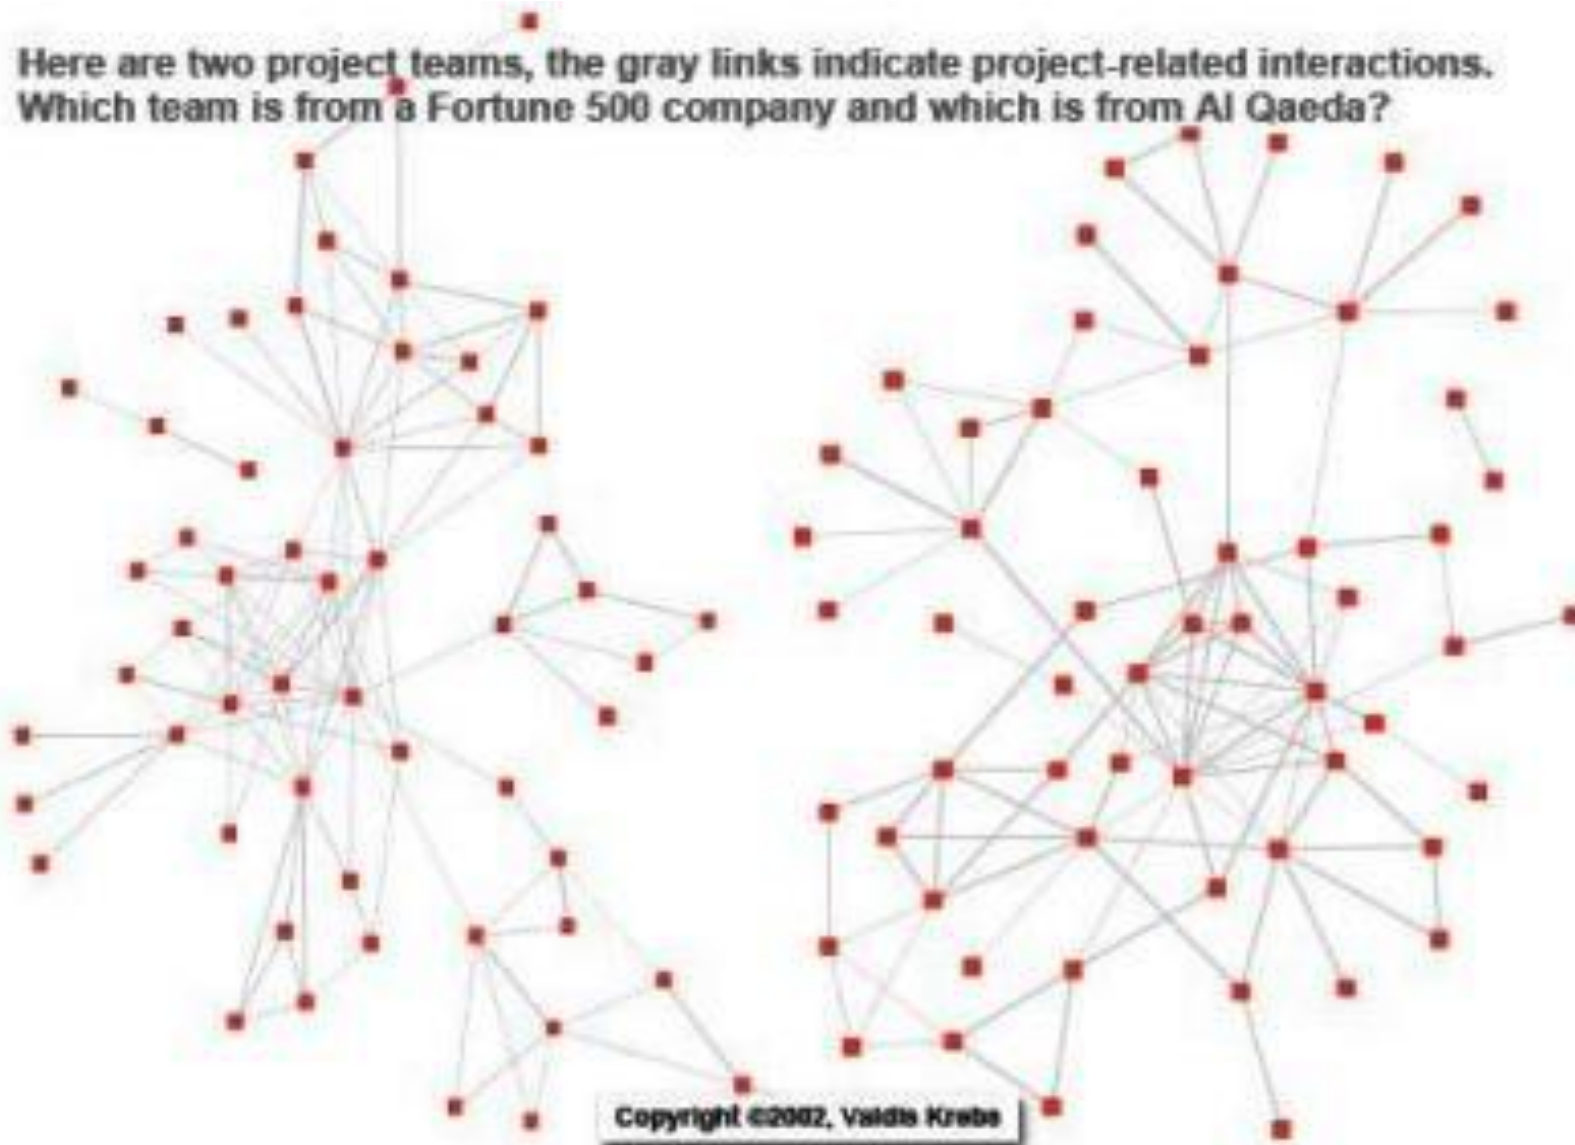 Here are two project teams, the gray links indicate project-related interactions.
Which team is from a Fortune 500 company and which is from Al Qaeda?
Copyright ©2002, Valdis Krebs